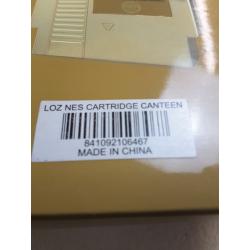 LOZ NES CARTRIDGE CANTEEN
841092106467
MADE IN CHINA